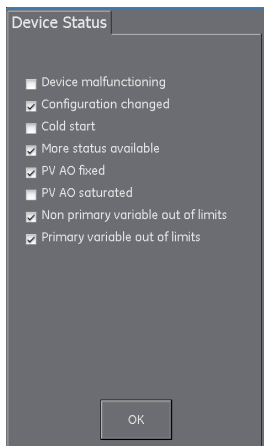 Device Status
Device malfunctioning
Configuration changed
Cold start
More status available
PV AO fixed
PV AO saturated
Non primary variable out of limits
Primary variable out of limits
OK